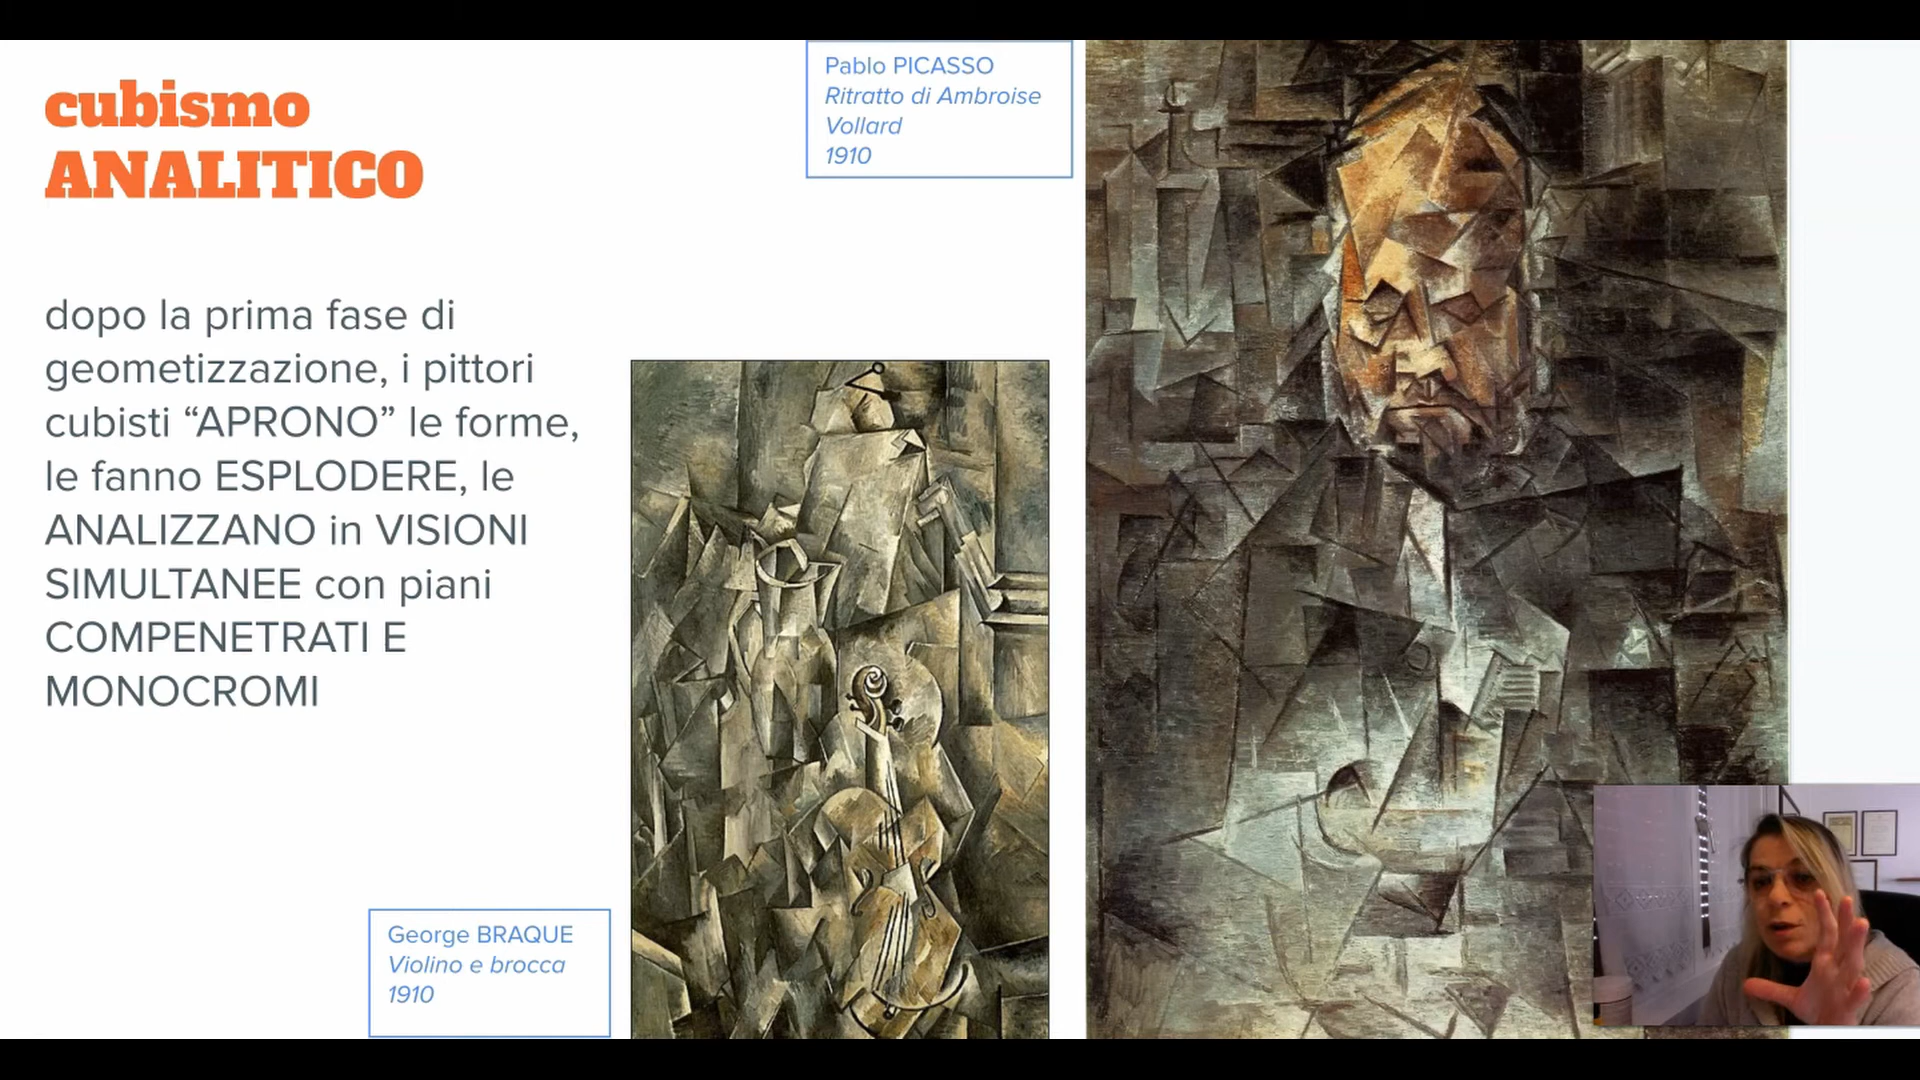 cubismo
ANALITICO
dopo la prima fase di
geometizzazione, i pittori
cubisti “APRONO” le forme,
le fanno ESPLODERE, le
ANALIZZANO in VISIONI
SIMULTANEE con piani
COMPENETRATI E
MONOCROMI
Pablo PICASSO
Ritratto di Ambroise
Vollard
1910
George BRAQUE
Violino e brocca
1910